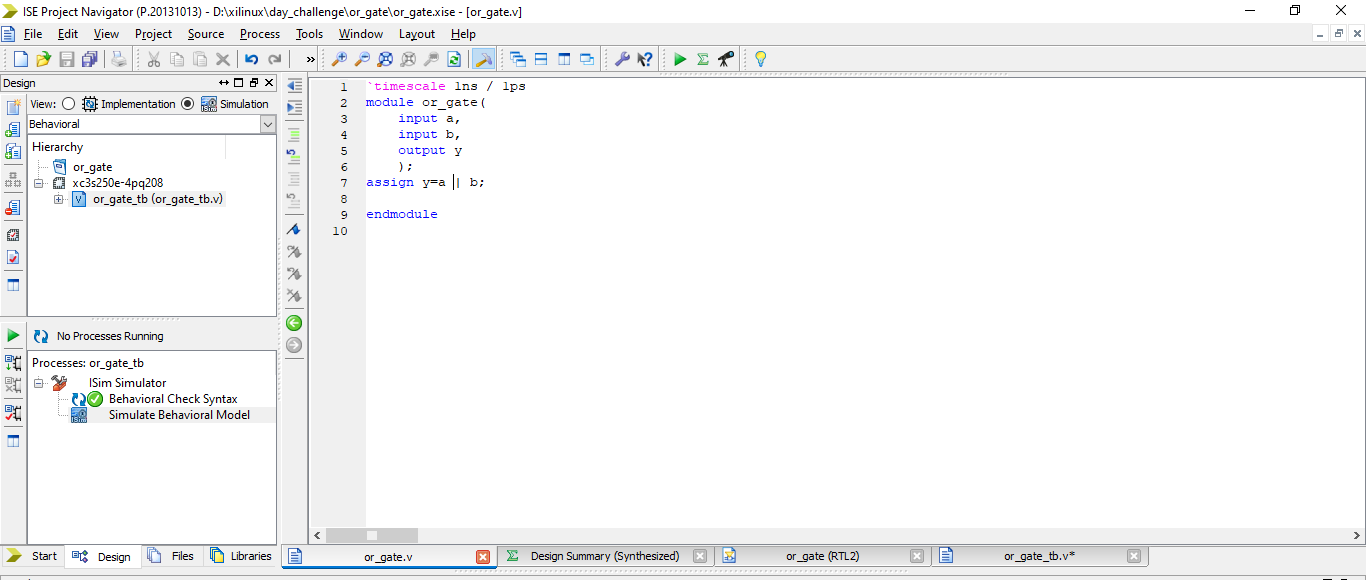 ISE Project Navigator (P.20131013) - D:\xilinux\day_challenge\or_gate\or_gate.xise - [or_gate.v]
File Edit View Project Source Process Tools Window Layout Help
Design
View: Implementation Simulation
Behavioral
Hierarchy
or_gate
xc3s250e-4pq208
or_gate_tb (or_gate_tb.v)
No Processes Running
Processes: or_gate_tb
ISim Simulator
Behavioral Check Syntax
Simulate Behavioral Model
Start Design Files Libraries
1 `timescale 1ns / 1ps
2 module or_gate(
3 input a,
4 input b,
5 output y
6 );
7 assign y=a | b;
8
9 endmodule
10
or_gate.v Design Summary (Synthesized) or_gate (RTL2) or_gate_tb.v*